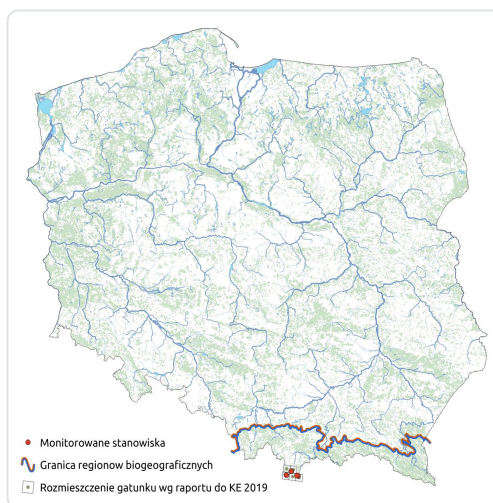 Monitorowane stanowiska
Granica regionow biogeograficznych
Rozmieszczenie gatunku wg raportu do KE 2019